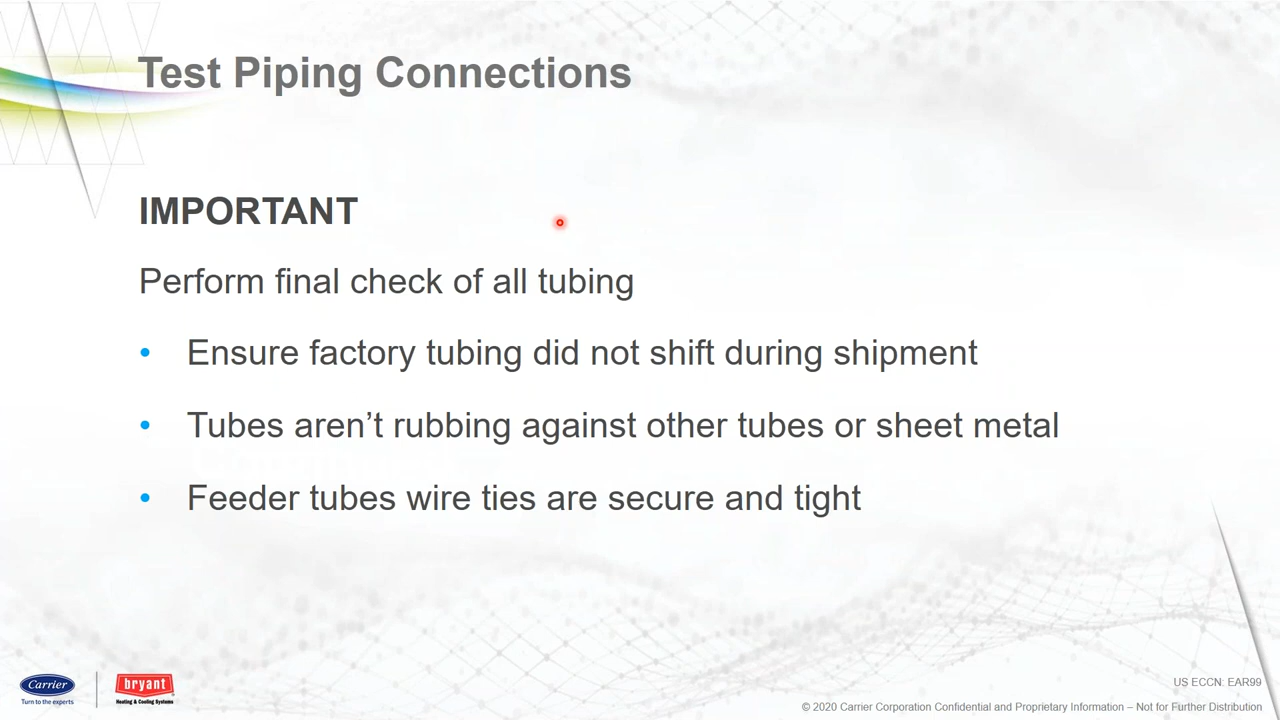 Test Piping Connections
IMPORTANT
Perform final check of all tubing
• Ensure factory tubing did not shift during shipment
• Tubes aren’t rubbing against other tubes or sheet metal
• Feeder tubes wire ties are secure and tight
Carrier
Turn to the experts
bryant
Heating & Cooling Systems
US ECCN: EAR99
© 2020 Carrier Corporation Confidential and Proprietary Information – Not for Further Distribution